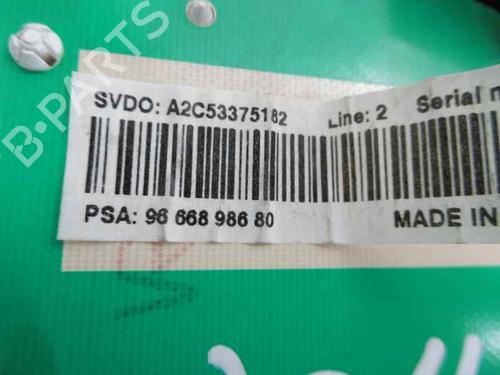 B-PARTS
SVDO: A2C53375182 Line: 2 Serial
PSA: 96 668 986 80 MADE IN